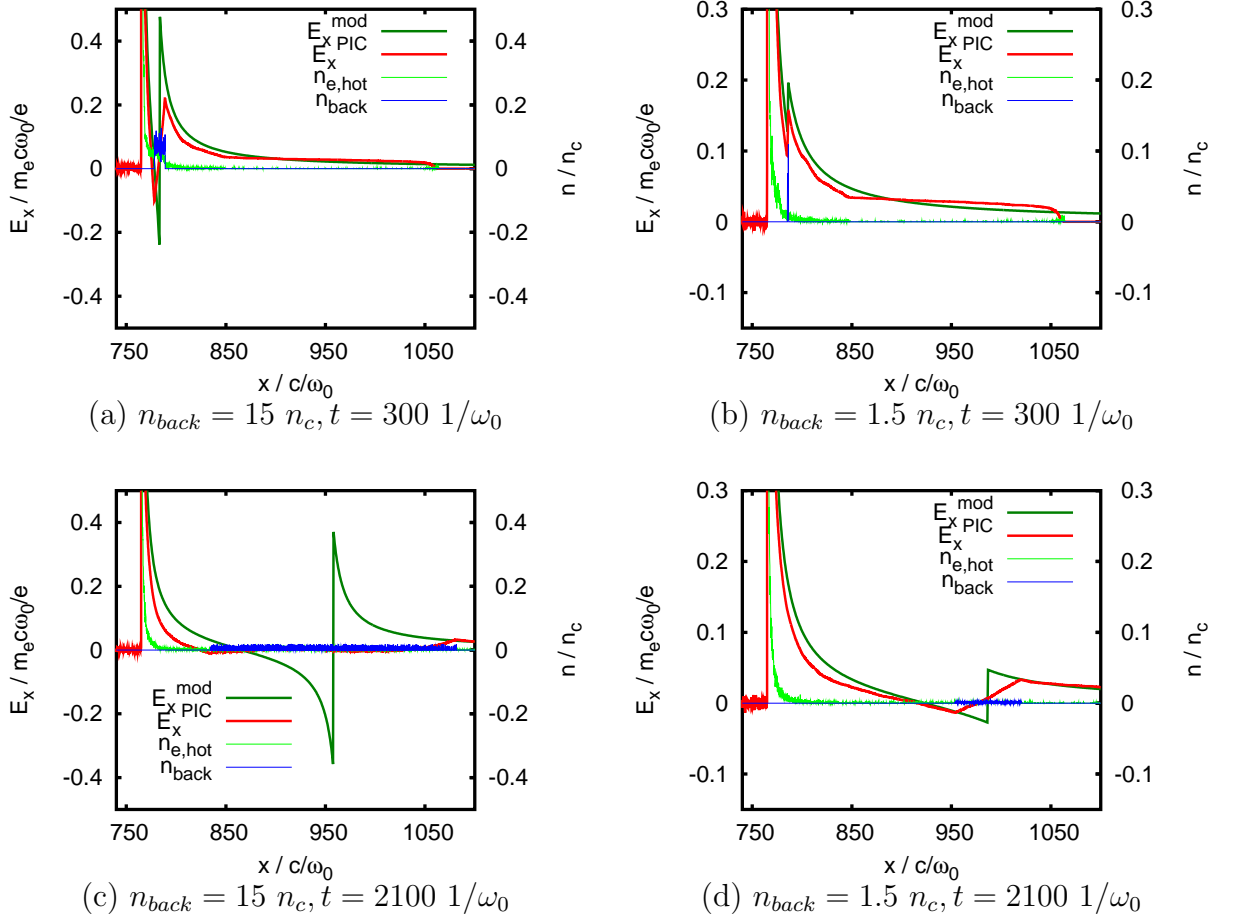 0.4
0.2
0
-0.2
-0.4
E_x / m_e cω_0/e
0.4
0.2
0
-0.2
-0.4
n / n_c
E_x^mod
E_x^PIC
n_e,hot
n_back
750 850 950 1050
x / c/ω_0
(a) n_back = 15 n_c, t = 300 1/ω_0
0.3
0.2
0.1
0
-0.1
E_x / m_e cω_0/e
0.3
0.2
0.1
0
-0.1
n / n_c
E_x^mod
E_x^PIC
n_e,hot
n_back
750 850 950 1050
x / c/ω_0
(b) n_back = 1.5 n_c, t = 300 1/ω_0
0.4
0.2
0
-0.2
-0.4
E_x / m_e cω_0/e
0.4
0.2
0
-0.2
-0.4
n / n_c
E_x^mod
E_x^PIC
n_e,hot
n_back
750 850 950 1050
x / c/ω_0
(c) n_back = 15 n_c, t = 2100 1/ω_0
0.3
0.2
0.1
0
-0.1
E_x / m_e cω_0/e
0.3
0.2
0.1
0
-0.1
n / n_c
E_x^mod
E_x^PIC
n_e,hot
n_back
750 850 950 1050
x / c/ω_0
(d) n_back = 1.5 n_c, t = 2100 1/ω_0